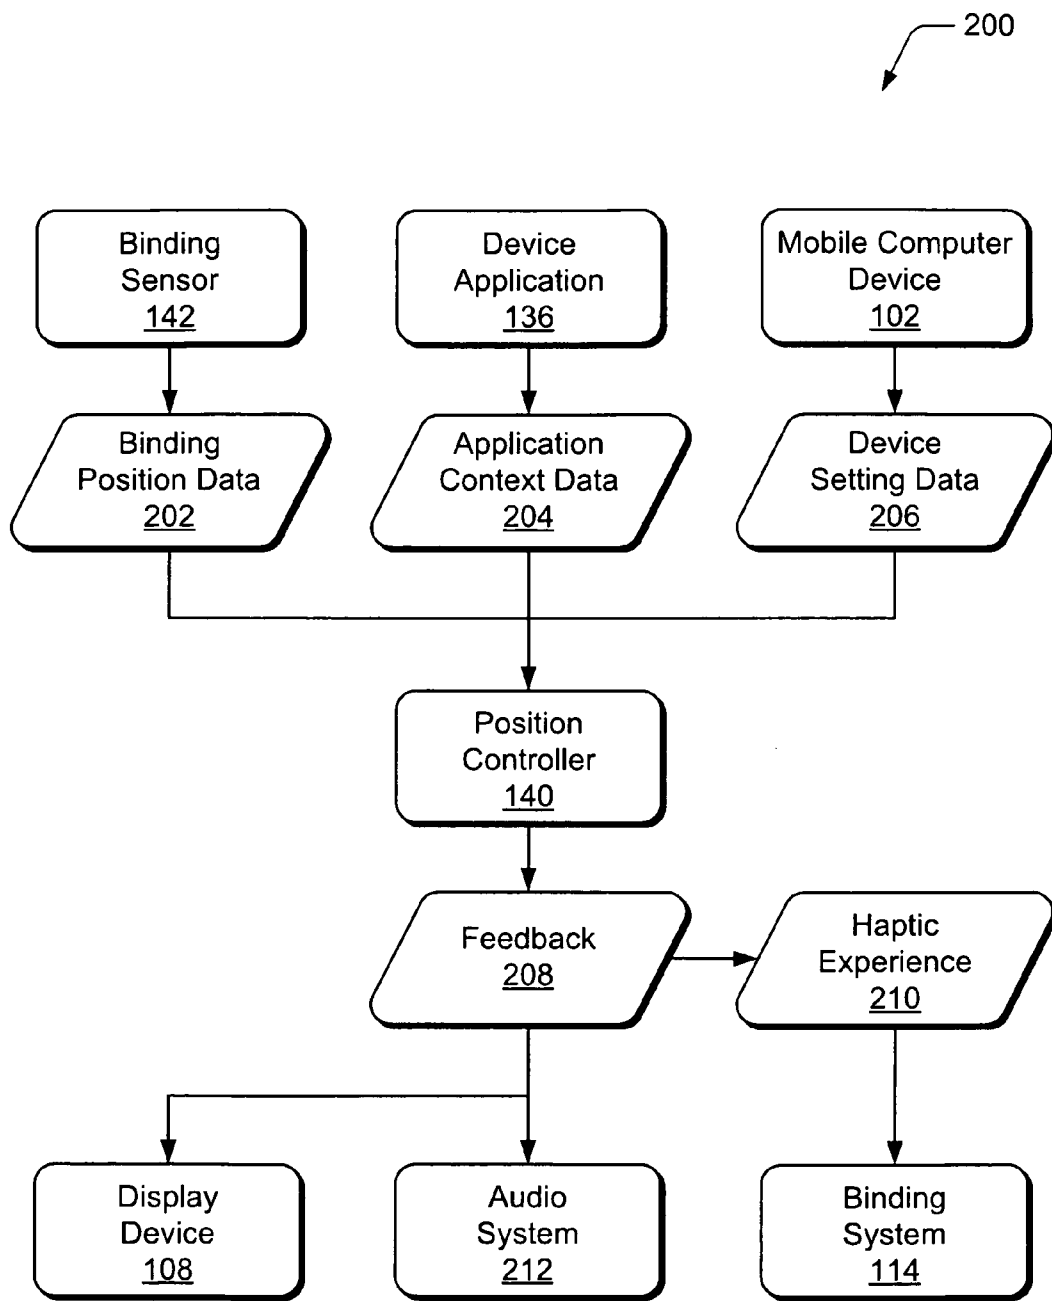 200
Binding
Sensor
142
Device
Application
136
Mobile Computer
Device
102
Binding
Position Data
202
Application
Context Data
204
Device
Setting Data
206
Position
Controller
140
Feedback
208
Haptic
Experience
210
Display
Device
108
Audio
System
212
Binding
System
114